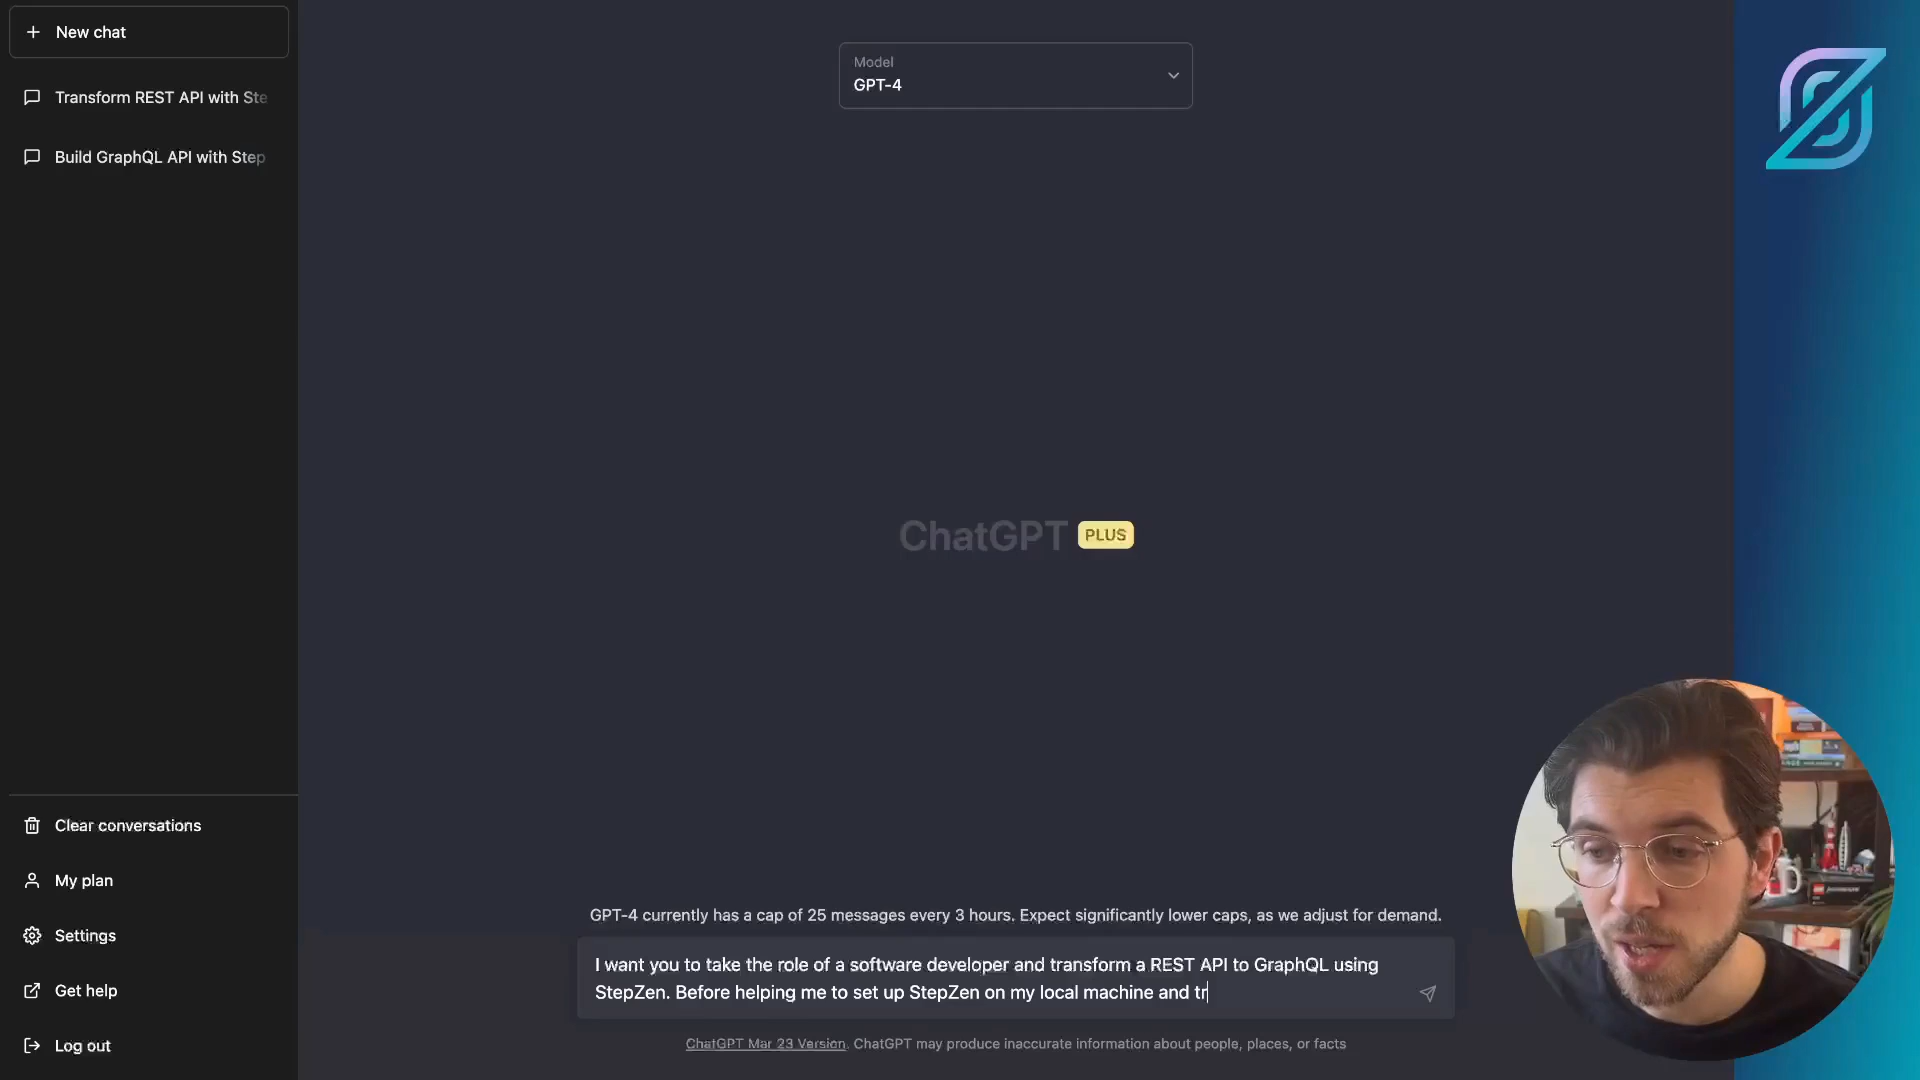 New chat
Transform REST API with Ste
Build GraphQL API with Step
Clear conversations
My plan
Settings
Get help
Log out
Model
GPT-4
ChatGPT PLUS
GPT-4 currently has a cap of 25 messages every 3 hours. Expect significantly lower caps, as we adjust for demand.
I want you to take the role of a software developer and transform a REST API to GraphQL using
StepZen. Before helping me to set up StepZen on my local machine and tr
ChatGPT Mar 23 Version. ChatGPT may produce inaccurate information about people, places, or facts